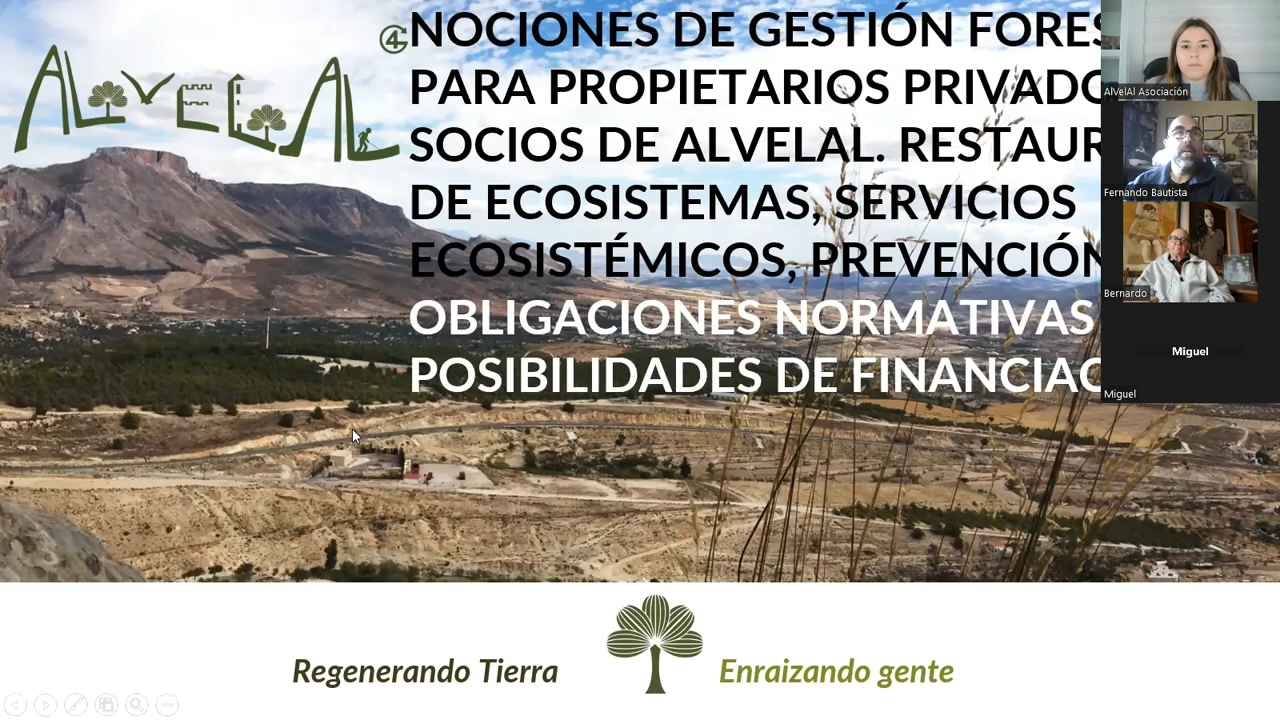 ALVELAL
NOCIONES DE GESTIÓN FORES
PARA PROPIETARIOS PRIVADO
SOCIOS DE ALVELAL. RESTAUR
DE ECOSISTEMAS, SERVICIOS
ECOSISTÉMICOS, PREVENCIÓN
OBLIGACIONES NORMATIVAS
POSIBILIDADES DE FINANCIAC
Regenerando Tierra
Enraizando gente
AlVelAl Asociación
Fernando Bautista
Bernardo
Miguel
Miguel